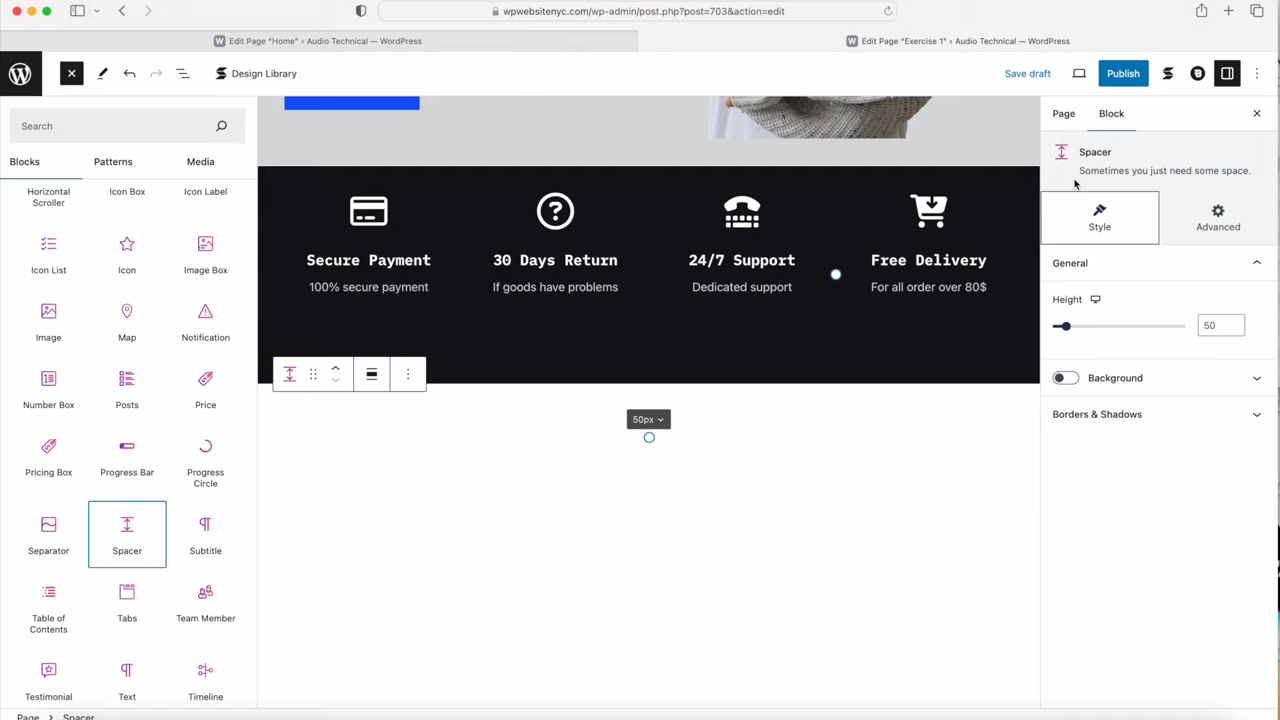 wpwebsitenyc.com/wp-admin/post.php?post=703&action=edit
Edit Page "Home" ‹ Audio Technical — WordPress
Edit Page "Exercise 1" ‹ Audio Technical — WordPress
Design Library
Save draft
Publish
Search
Blocks
Patterns
Media
Horizontal
Scroller
Icon Box
Icon Label
Icon List
Icon
Image Box
Image
Map
Notification
Number Box
Posts
Price
Pricing Box
Progress Bar
Progress
Circle
Separator
Spacer
Subtitle
Table of
Contents
Tabs
Team Member
Testimonial
Text
Timeline
Secure Payment
100% secure payment
30 Days Return
If goods have problems
24/7 Support
Dedicated support
Free Delivery
For all order over 80$
50px
Page
Block
Spacer
Sometimes you just need some space.
Style
Advanced
General
Height
50
Background
Borders & Shadows
Page > Spacer